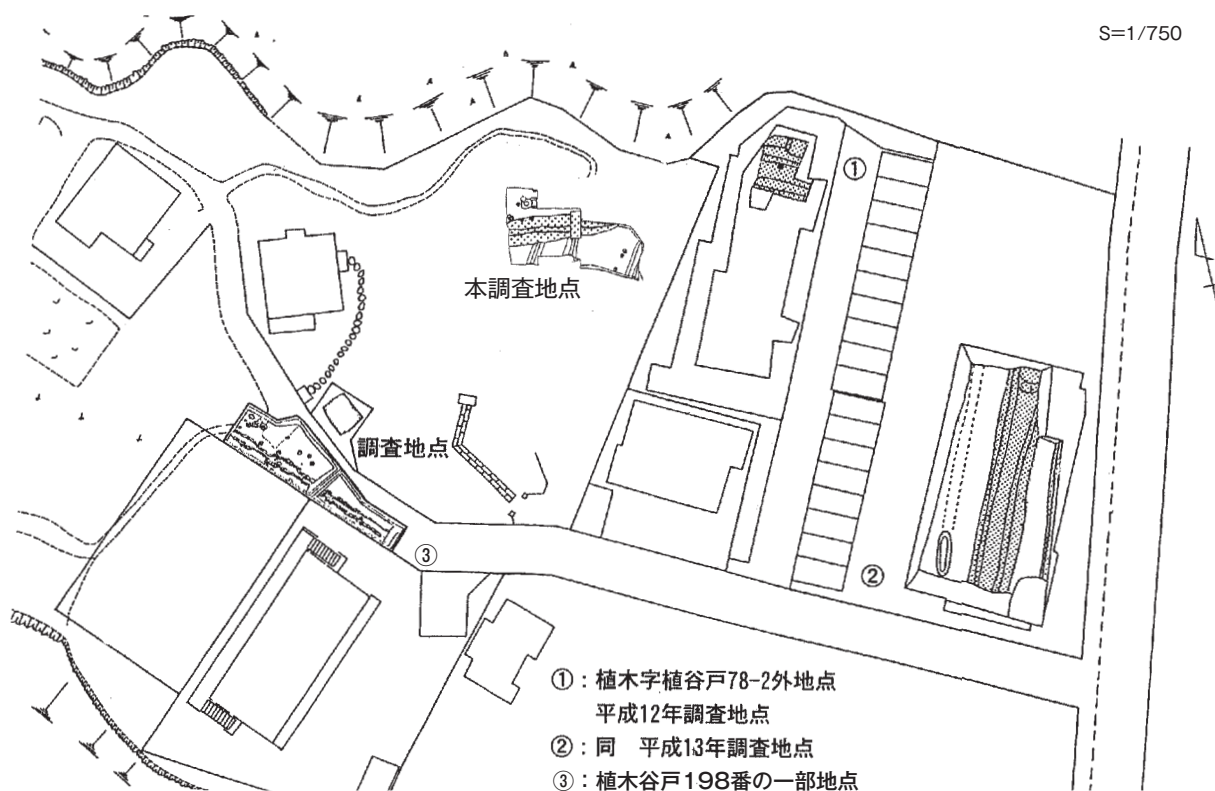 S=1/750
①
本調査地点
調査地点
③
②
①：植木字植谷戸78-2外地点
平成12年調査地点
②：同　平成13年調査地点
③：植木谷戸198番の一部地点